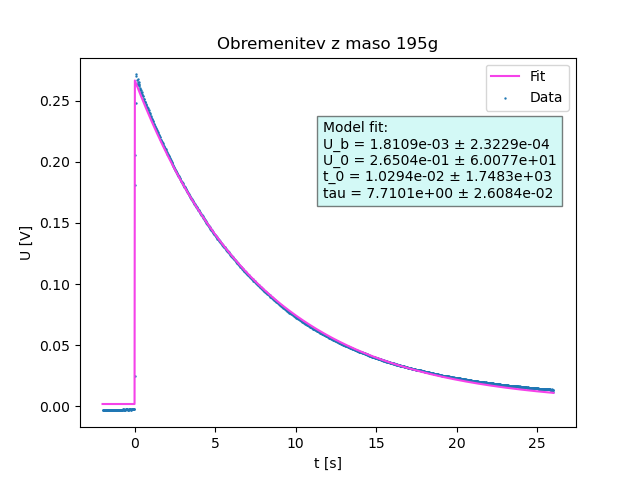 Obremenitev z maso 195g
Fit
Data
Model fit:
U_b = 1.8109e-03 ± 2.3229e-04
U_0 = 2.6504e-01 ± 6.0077e+01
t_0 = 1.0294e-02 ± 1.7483e+03
tau = 7.7101e+00 ± 2.6084e-02
U [V]
0.25
0.20
0.15
0.10
0.05
0.00
0 5 10 15 20 25
t [s]